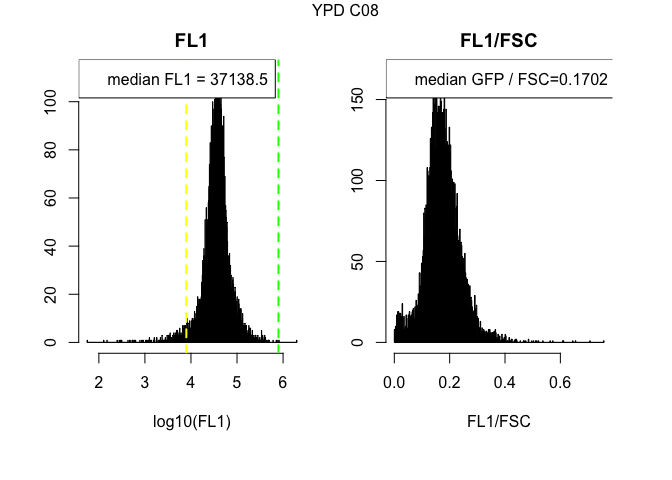 YPD C08
FL1
FL1/FSC
median FL1 = 37138.5
median GFP / FSC=0.1702
100
80
60
40
20
0
150
100
50
0
2 3 4 5 6
0.0 0.2 0.4 0.6
log10(FL1)
FL1/FSC